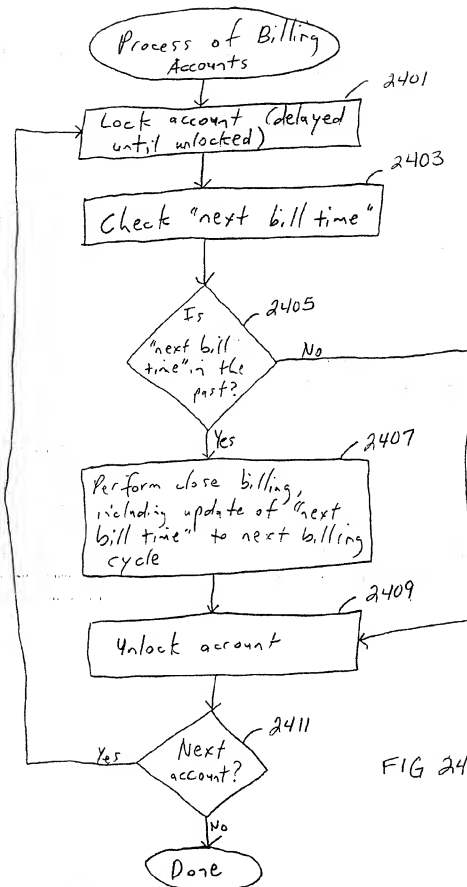 Process of Billing
Accounts
2401
Lock account (delayed
until unlocked)
2403
Check "next bill time"
2405
Is
"next bill
time" in the
past?
No
Yes
2407
Perform close billing,
including update of "next
bill time" to next billing
cycle
2409
Unlock account
2411
Next
account?
Yes
FIG 24
No
Done